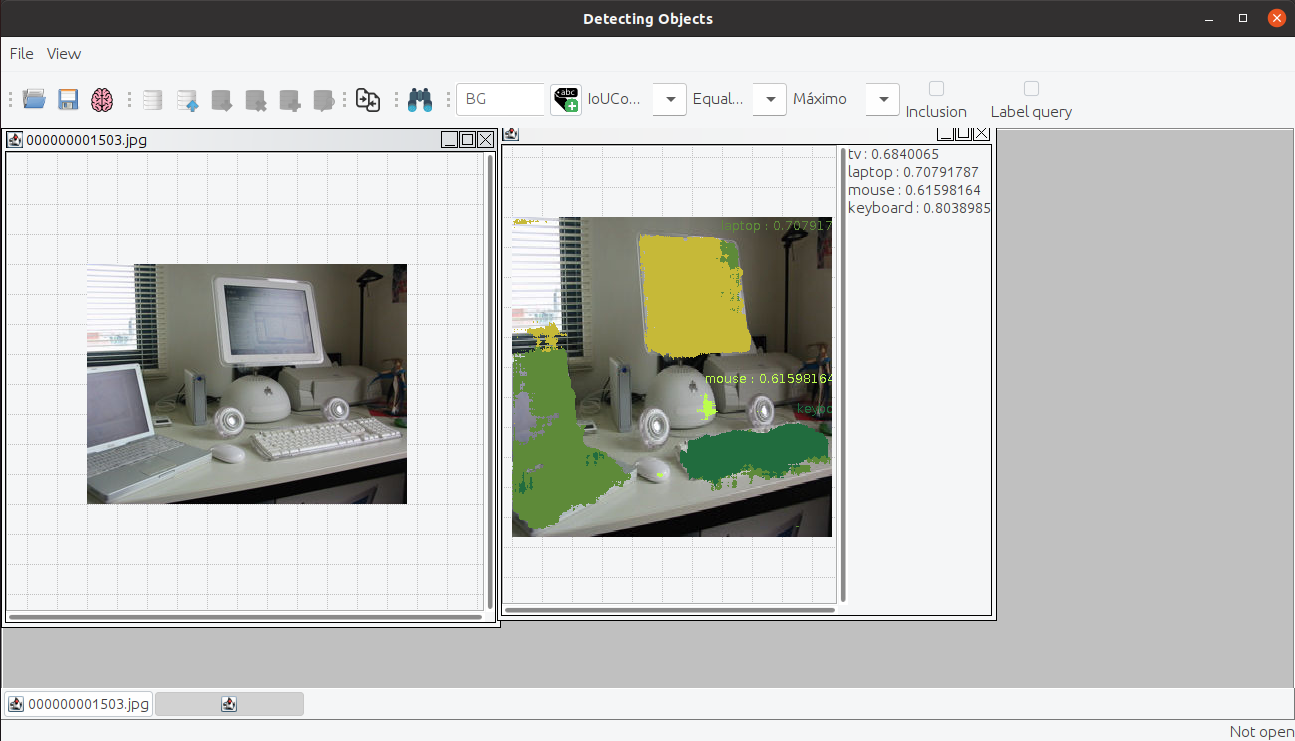 Detecting Objects
File View
BG
abc
IoUCo...
Equal...
Máximo
Inclusion
Label query
000000001503.jpg
tv : 0.6840065
laptop : 0.70791787
mouse : 0.61598164
keyboard : 0.8038985
laptop : 0.707917
mouse : 0.61598164
keybo
000000001503.jpg
Not open